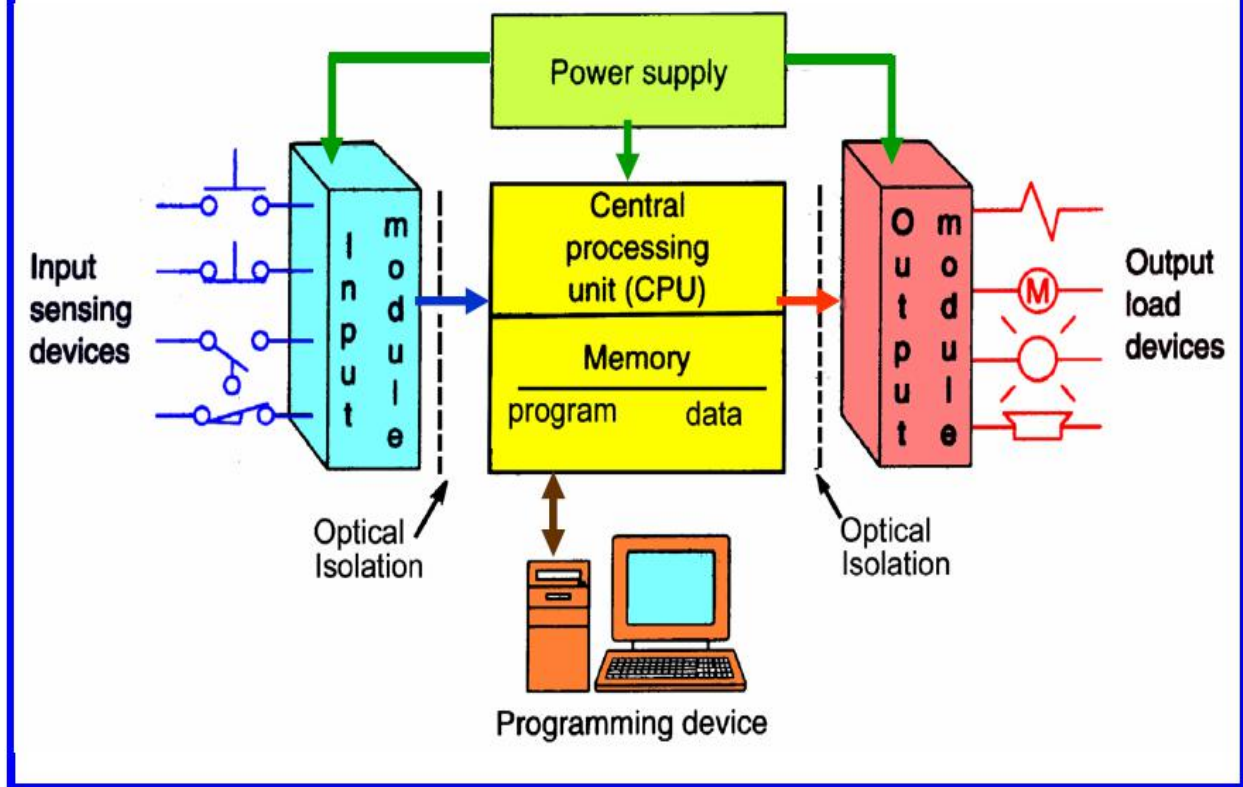 Power supply
Input
sensing
devices
Input
module
Central
processing
unit (CPU)
Memory
program data
Output
module
Output
load
devices
M
Optical
Isolation
Optical
Isolation
Programming device